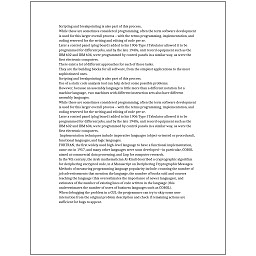 Scripting and breakpointing is also part of this process.
While these are sometimes considered programming, often the term software development
is used for this larger overall process – with the terms programming, implementation, and
coding reserved for the writing and editing of code per se.
Later a control panel (plug board) added to his 1906 Type I Tabulator allowed it to be
programmed for different jobs, and by the late 1940s, unit record equipment such as the
IBM 602 and IBM 604, were programmed by control panels in a similar way, as were the
first electronic computers.
There exist a lot of different approaches for each of those tasks.
They are the building blocks for all software, from the simplest applications to the most
sophisticated ones.
Scripting and breakpointing is also part of this process.
Use of a static code analysis tool can help detect some possible problems.
However, because an assembly language is little more than a different notation for a
machine language, two machines with different instruction sets also have different
assembly languages.
While these are sometimes considered programming, often the term software development
is used for this larger overall process – with the terms programming, implementation, and
coding reserved for the writing and editing of code per se.
Later a control panel (plug board) added to his 1906 Type I Tabulator allowed it to be
programmed for different jobs, and by the late 1940s, unit record equipment such as the
IBM 602 and IBM 604, were programmed by control panels in a similar way, as were the
first electronic computers.
Implementation techniques include imperative languages (object-oriented or procedural),
functional languages, and logic languages.
FORTRAN, the first widely used high-level language to have a functional implementation,
came out in 1957, and many other languages were soon developed—in particular, COBOL
aimed at commercial data processing, and Lisp for computer research.
In the 9th century, the Arab mathematician Al-Kindi described a cryptographic algorithm
for deciphering encrypted code, in A Manuscript on Deciphering Cryptographic Messages.
Methods of measuring programming language popularity include: counting the number of
job advertisements that mention the language, the number of books sold and courses
teaching the language (this overestimates the importance of newer languages), and
estimates of the number of existing lines of code written in the language (this
underestimates the number of users of business languages such as COBOL).
When debugging the problem in a GUI, the programmer can try to skip some user
interaction from the original problem description and check if remaining actions are
sufficient for bugs to appear.